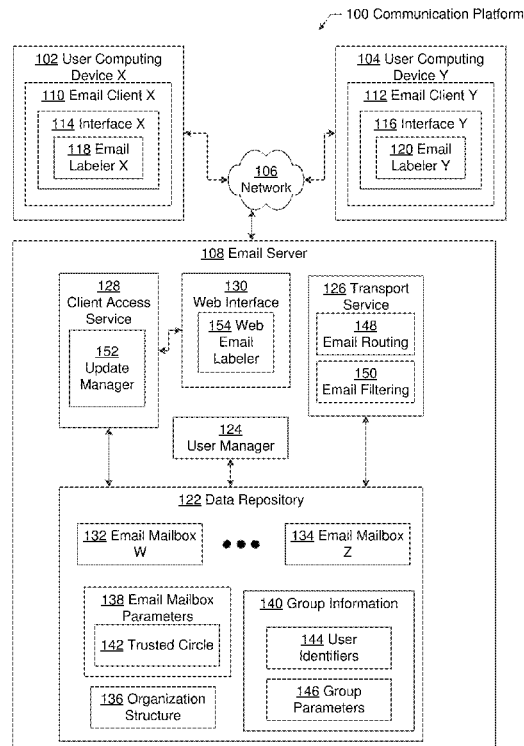 100 Communication Platform
102 User Computing
Device X
110 Email Client X
114 Interface X
118 Email
Labeler X
104 User Computing
Device Y
112 Email Client Y
116 Interface Y
120 Email
Labeler Y
106
Network
108 Email Server
128
Client Access
Service
152
Update
Manager
130
Web Interface
154 Web
Email
Labeler
126 Transport
Service
148
Email Routing
150
Email Filtering
124
User Manager
122 Data Repository
132 Email Mailbox
W
134 Email Mailbox
Z
138 Email Mailbox
Parameters
142 Trusted Circle
136 Organization
Structure
140 Group Information
144 User
Identifiers
146 Group
Parameters